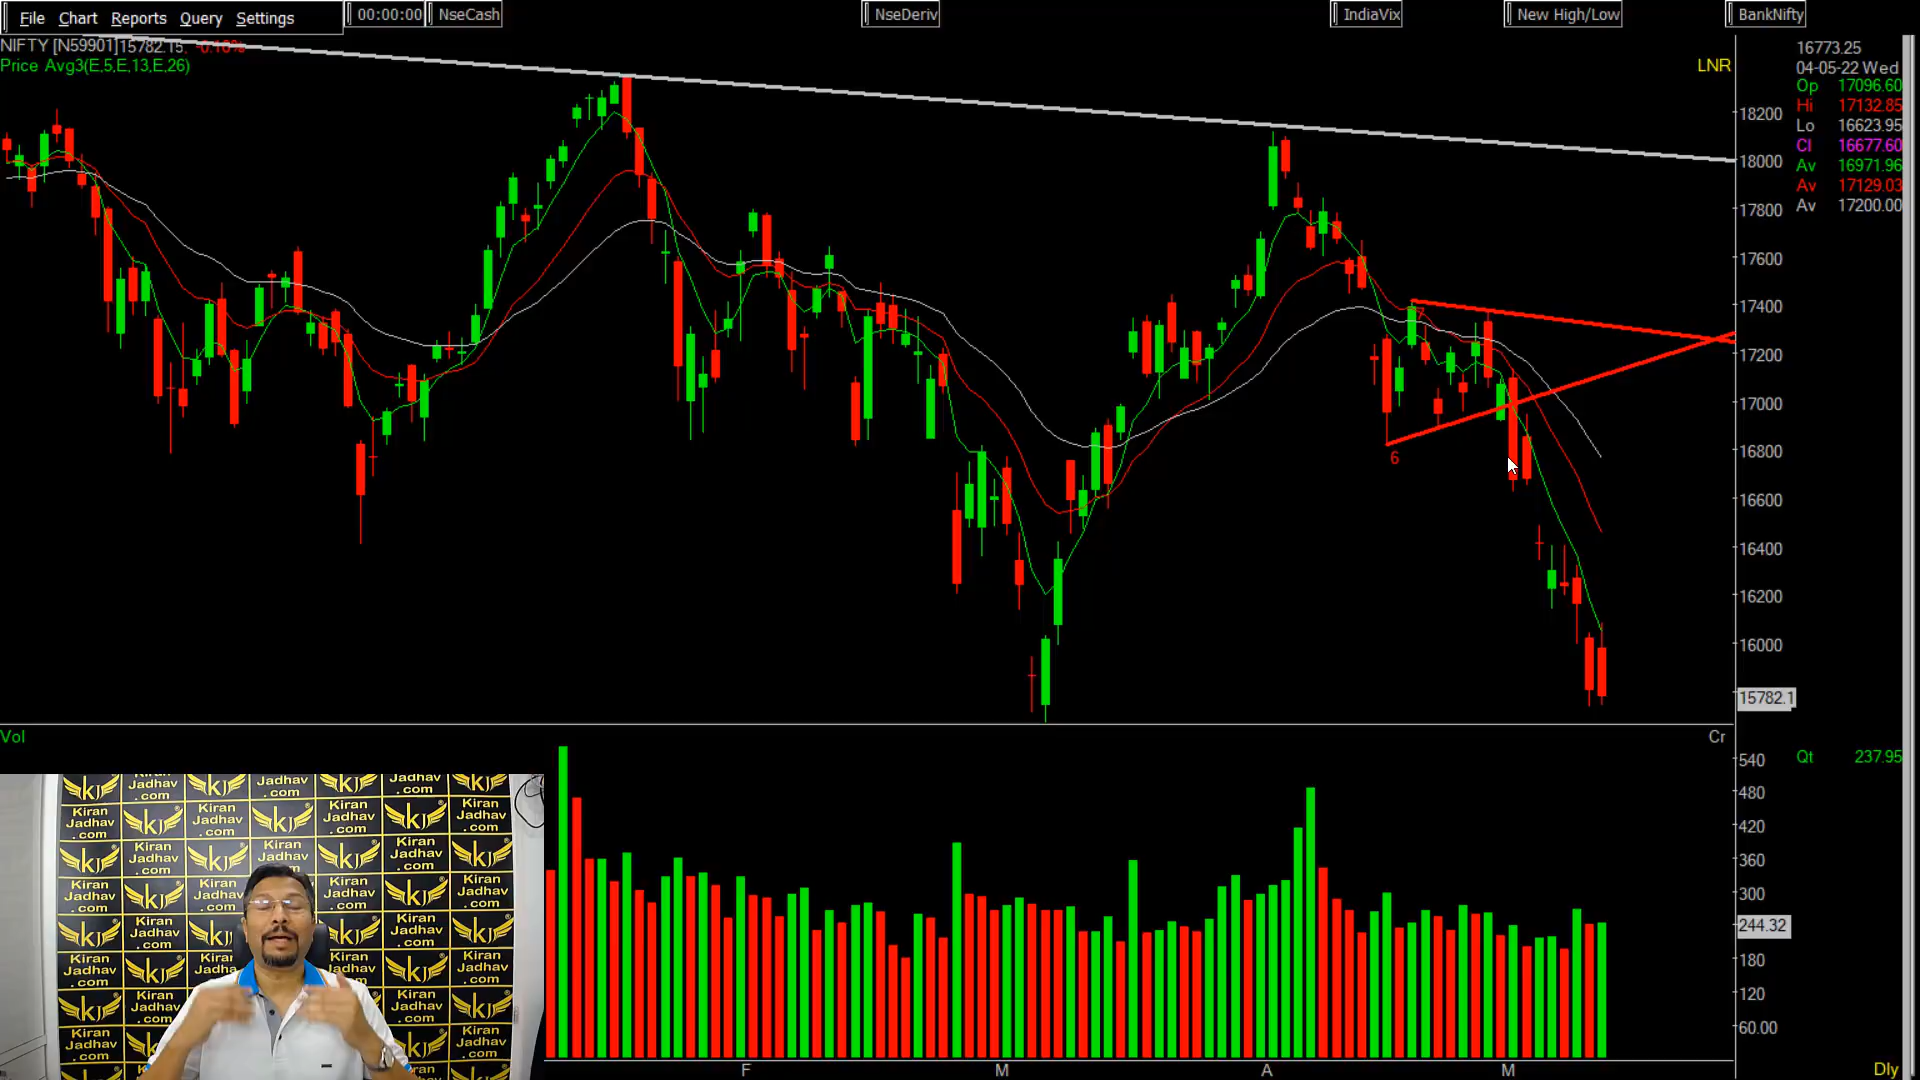 File Chart Reports Query Settings
00:00:00 NseCash
NseDeriv
IndiaVix
New High/Low
BankNifty
NIFTY [N59901]15782.15, -0.16%
Price Avg3(E,5,E,13,E,26)
LNR
16773.25
04-05-22 Wed
Op 17096.60
Hi 17132.85
Lo 16623.95
Cl 16677.60
Av 16971.96
Av 17129.03
Av 17200.00
18200
18000
17800
17600
17400
17200
17000
16800
16600
16400
16200
16000
15782.1
7
6
Vol
Cr
Qt 237.95
540
480
420
360
300
244.32
180
120
60.00
F M A M
Dly
Kiran Jadhav .com
KJ